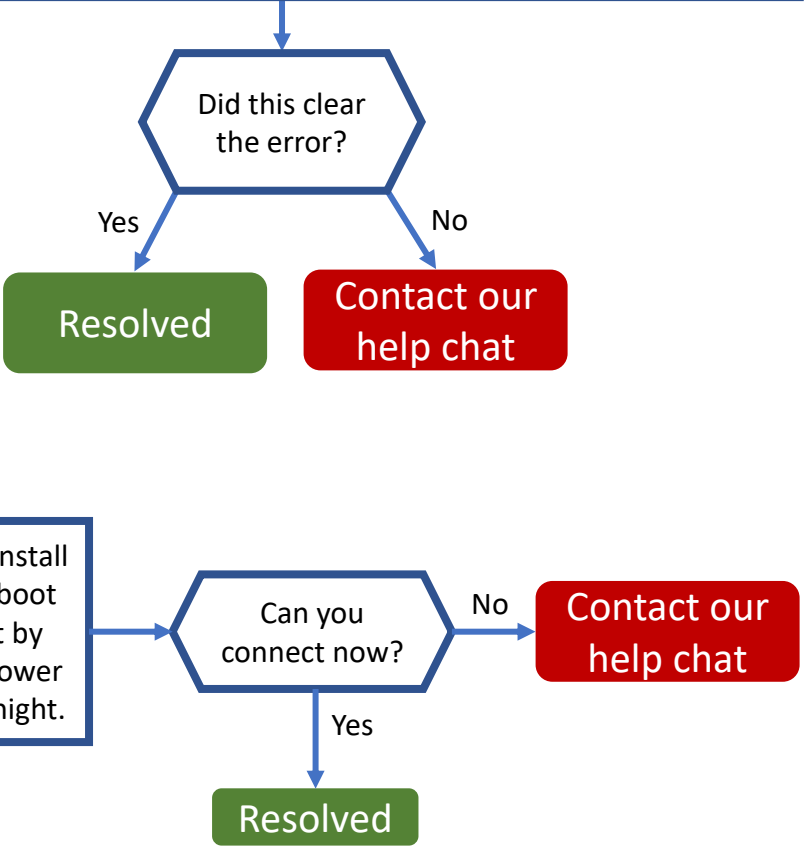 Did this clear
the error?
Yes
No
Resolved
Contact our
help chat
nstall
boot
t by
ower
night.
Can you
connect now?
No
Contact our
help chat
Yes
Resolved